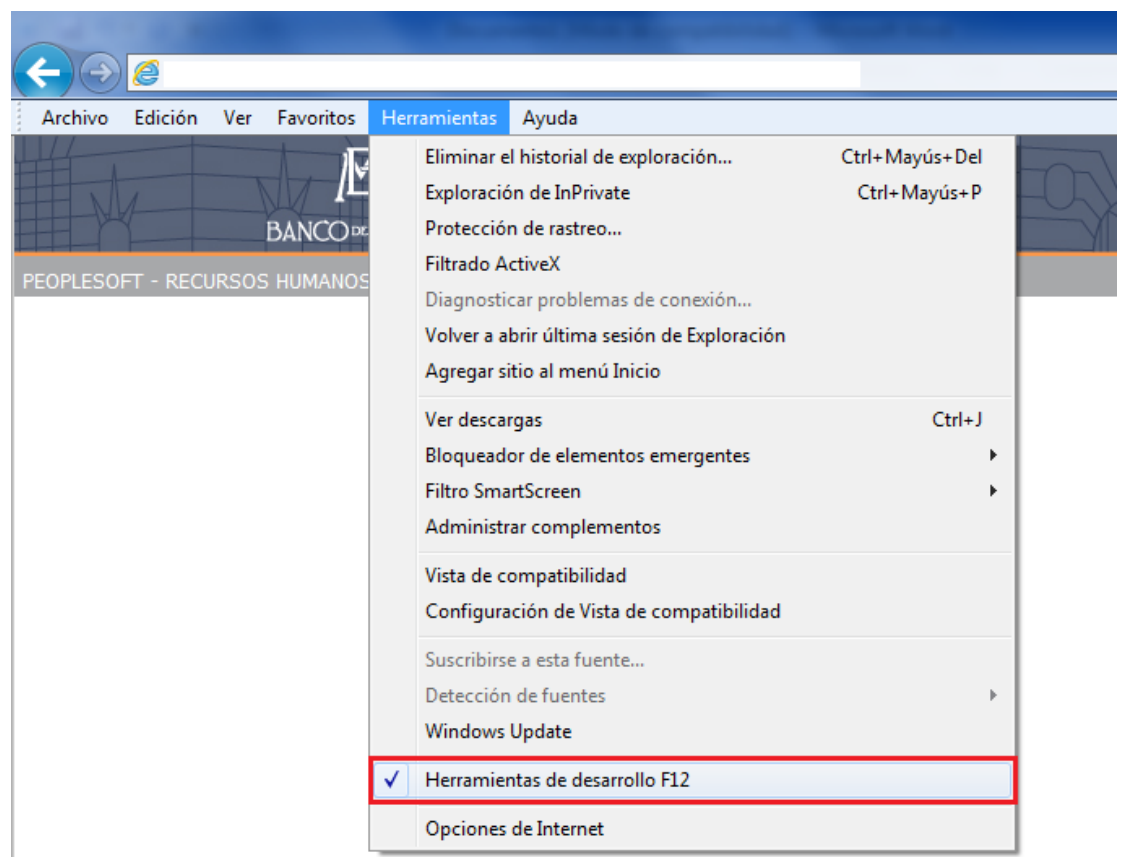 Archivo Edición Ver Favoritos Herramientas Ayuda
BANCO DE
PEOPLESOFT - RECURSOS HUMANOS
Eliminar el historial de exploración... Ctrl+Mayús+Del
Exploración de InPrivate Ctrl+Mayús+P
Protección de rastreo...
Filtrado ActiveX
Diagnosticar problemas de conexión...
Volver a abrir última sesión de Exploración
Agregar sitio al menú Inicio
Ver descargas Ctrl+J
Bloqueador de elementos emergentes
Filtro SmartScreen
Administrar complementos
Vista de compatibilidad
Configuración de Vista de compatibilidad
Suscribirse a esta fuente...
Detección de fuentes
Windows Update
Herramientas de desarrollo F12
Opciones de Internet